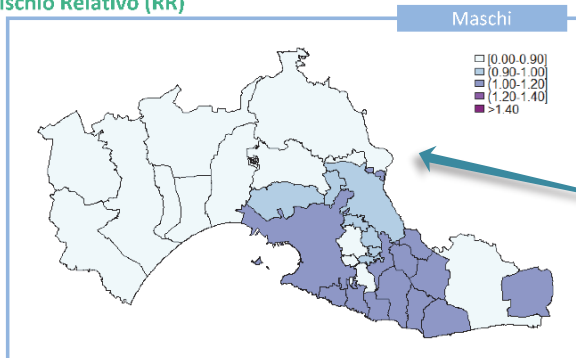 ischio Relativo (RR)
Maschi
[0.00-0.90]
(0.90-1.00]
(1.00-1.20]
(1.20-1.40]
>1.40